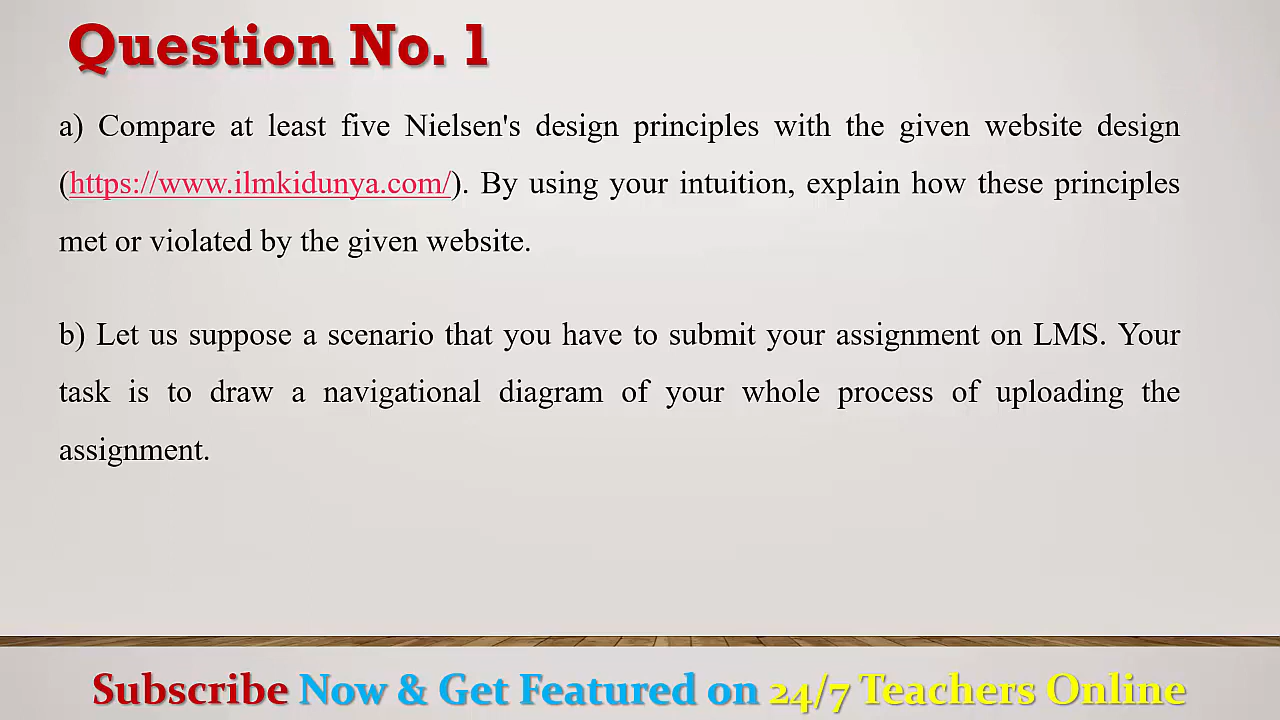 Question No. 1
a) Compare at least five Nielsen's design principles with the given website design
(https://www.ilmkidunya.com/). By using your intuition, explain how these principles
met or violated by the given website.
b) Let us suppose a scenario that you have to submit your assignment on LMS. Your
task is to draw a navigational diagram of your whole process of uploading the
assignment.
Subscribe Now & Get Featured on 24/7 Teachers Online